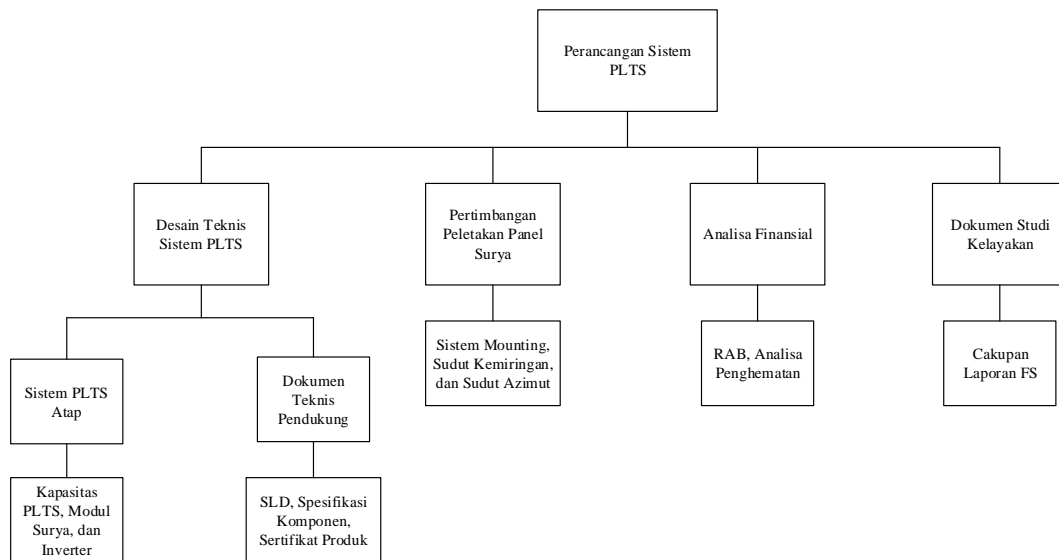 Perancangan Sistem
PLTS
Desain Teknis
Sistem PLTS
Pertimbangan
Peletakan Panel
Surya
Analisa Finansial
Dokumen Studi
Kelayakan
Sistem PLTS
Atap
Dokumen
Teknis
Pendukung
Sistem Mounting,
Sudut Kemiringan,
dan Sudut Azimut
RAB, Analisa
Penghematan
Cakupan
Laporan FS
Kapasitas
PLTS, Modul
Surya, dan
Inverter
SLD, Spesifikasi
Komponen,
Sertifikat Produk